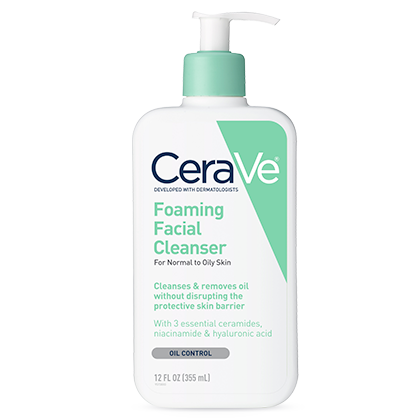 CeraVe®
DEVELOPED WITH DERMATOLOGISTS
Foaming
Facial
Cleanser
For Normal to Oily Skin
Cleanses & removes oil
without disrupting the
protective skin barrier
With 3 essential ceramides,
niacinamide & hyaluronic acid
OIL CONTROL
12 FL OZ (355 mL)